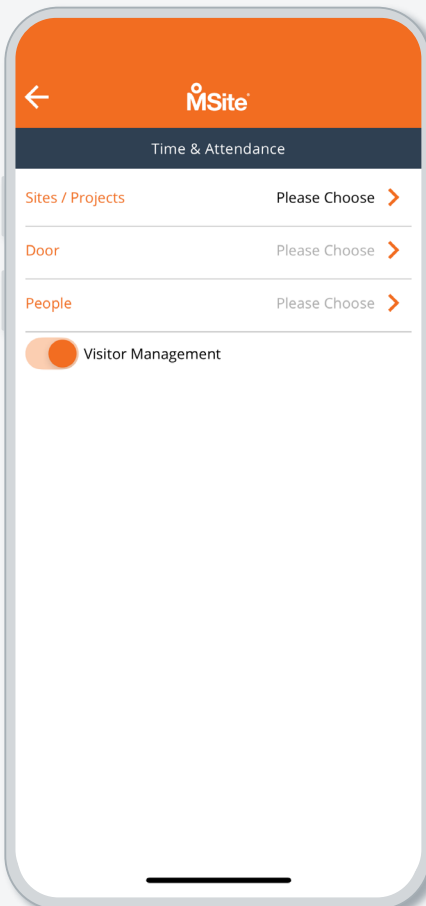 MSite
Time & Attendance
Sites / Projects Please Choose
Door Please Choose
People Please Choose
Visitor Management